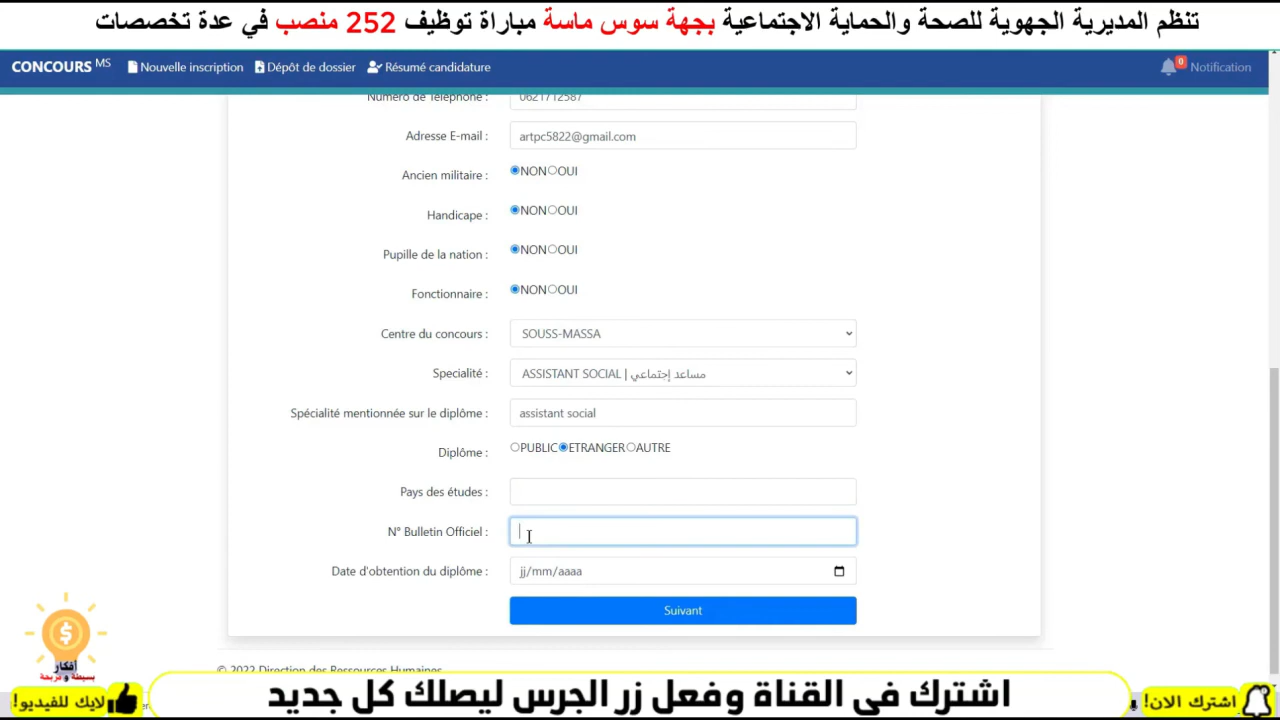 تنظم المديرية الجهوية للصحة والحماية الاجتماعية بجهة سوس ماسة مباراة توظيف 252 منصب في عدة تخصصات
CONCOURS MS Nouvelle inscription Dépôt de dossier Résumé candidature 0 Notification
Numéro de Téléphone : 0621712587
Adresse E-mail : artpc5822@gmail.com
Ancien militaire : NON OUI
Handicape : NON OUI
Pupille de la nation : NON OUI
Fonctionnaire : NON OUI
Centre du concours : SOUSS-MASSA
Specialité : ASSISTANT SOCIAL | مساعد إجتماعي
Spécialité mentionnée sur le diplôme : assistant social
Diplôme : PUBLIC ETRANGER AUTRE
Pays des études :
N° Bulletin Officiel :
Date d'obtention du diplôme : jj/mm/aaaa
Suivant
© 2022 Direction des Ressources Humaines
أفكار
بسيطة و مربحة
لايك للفيديو!
اشترك في القناة وفعل زر الجرس ليصلك كل جديد
اشترك الان!